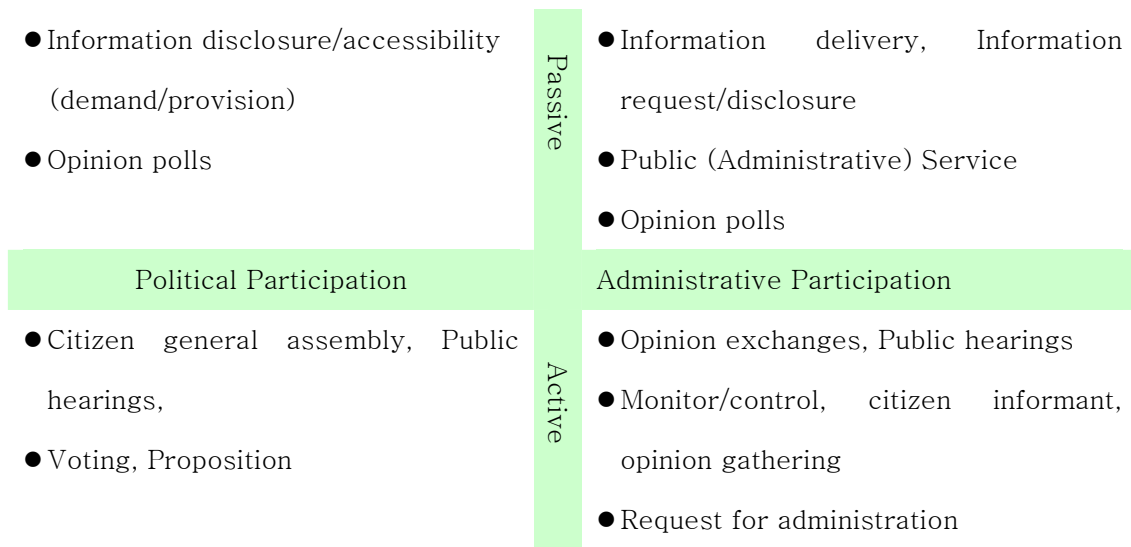 ● Information disclosure/accessibility
(demand/provision)
● Opinion polls
Passive
● Information delivery, Information
request/disclosure
● Public (Administrative) Service
● Opinion polls
Political Participation
Administrative Participation
● Citizen general assembly, Public
hearings,
● Voting, Proposition
Active
● Opinion exchanges, Public hearings
● Monitor/control, citizen informant,
opinion gathering
● Request for administration